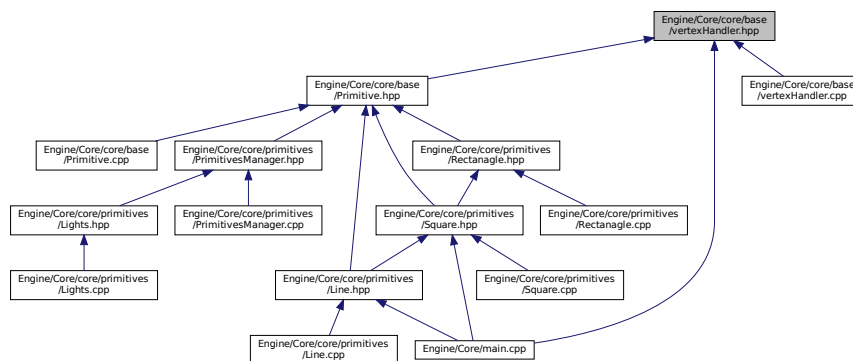 Engine/Core/core/base
/vertexHandler.hpp
Engine/Core/core/base
/Primitive.hpp
Engine/Core/core/base
/vertexHandler.cpp
Engine/Core/core/base
/Primitive.cpp
Engine/Core/core/primitives
/PrimitivesManager.hpp
Engine/Core/core/primitives
/Rectanagle.hpp
Engine/Core/core/primitives
/Lights.hpp
Engine/Core/core/primitives
/PrimitivesManager.cpp
Engine/Core/core/primitives
/Square.hpp
Engine/Core/core/primitives
/Rectanagle.cpp
Engine/Core/core/primitives
/Lights.cpp
Engine/Core/core/primitives
/Line.hpp
Engine/Core/core/primitives
/Square.cpp
Engine/Core/core/primitives
/Line.cpp
Engine/Core/main.cpp